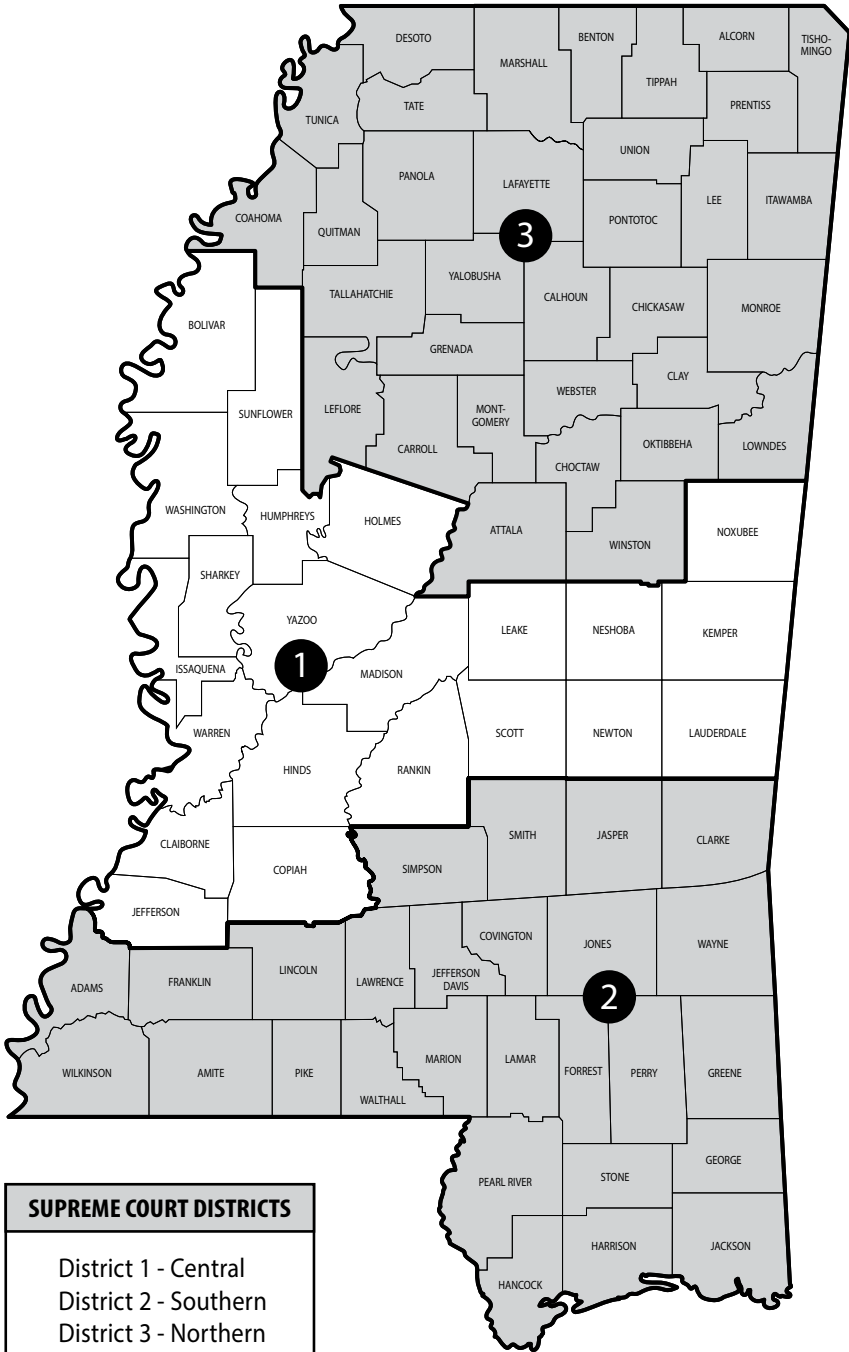 DESOTO
BENTON
ALCORN
TISHO-
MINGO
MARSHALL
TIPPAH
TATE
PRENTISS
TUNICA
UNION
PANOLA
LAFAYETTE
LEE
ITAWAMBA
COAHOMA
QUITMAN
PONTOTOC
3
TALLAHATCHIE
YALOBUSHA
CALHOUN
CHICKASAW
MONROE
BOLIVAR
GRENADA
CLAY
WEBSTER
SUNFLOWER
LEFLORE
MONT-
GOMERY
CARROLL
OKTIBBEHA
LOWNDES
CHOCTAW
WASHINGTON
HUMPHREYS
HOLMES
ATTALA
WINSTON
NOXUBEE
SHARKEY
YAZOO
LEAKE
NESHOBA
KEMPER
1
ISSAQUENA
MADISON
WARREN
SCOTT
NEWTON
LAUDERDALE
HINDS
RANKIN
CLAIBORNE
SMITH
JASPER
CLARKE
COPIAH
SIMPSON
JEFFERSON
COVINGTON
JONES
WAYNE
LINCOLN
LAWRENCE
JEFFERSON
DAVIS
ADAMS
FRANKLIN
2
WILKINSON
AMITE
PIKE
WALTHALL
MARION
LAMAR
FORREST
PERRY
GREENE
GEORGE
PEARL RIVER
STONE
HARRISON
JACKSON
HANCOCK
SUPREME COURT DISTRICTS
District 1 - Central
District 2 - Southern
District 3 - Northern